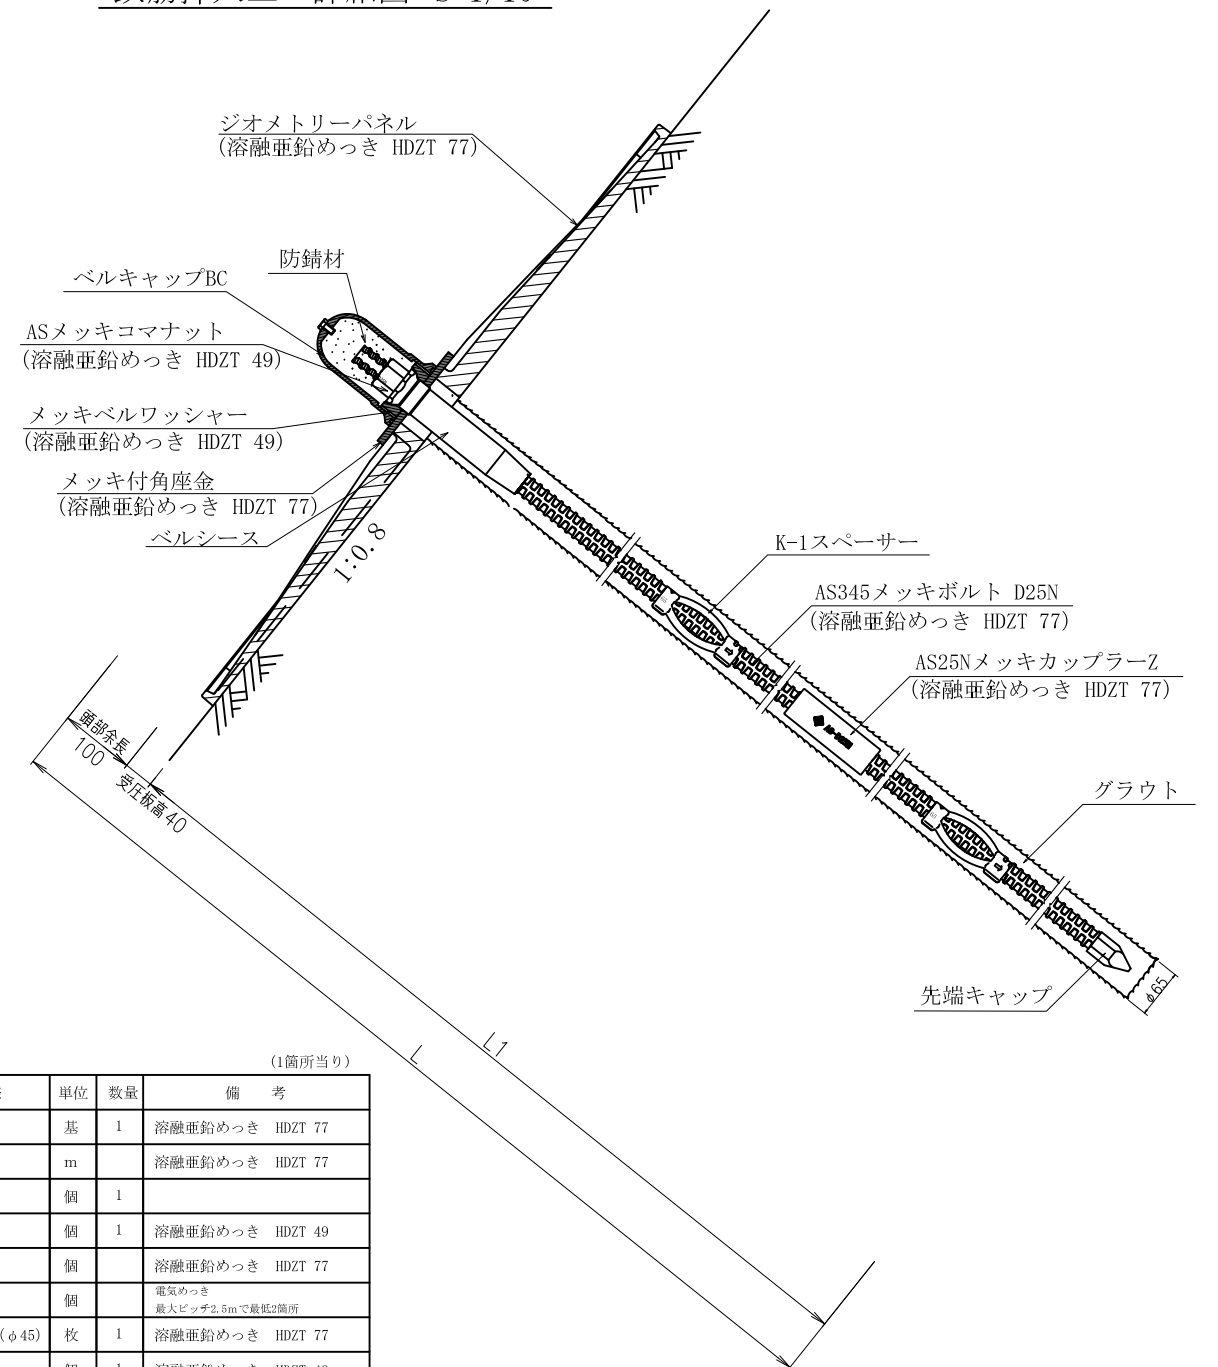 ジオメトリーパネル
(溶融亜鉛めっき HDZT 77)
防錆材
ベルキャップBC
ASメッキコマナット
(溶融亜鉛めっき HDZT 49)
メッキベルワッシャー
(溶融亜鉛めっき HDZT 49)
メッキ付角座金
(溶融亜鉛めっき HDZT 77)
ベルシース
1:0.8
K-1スペーサー
AS345メッキボルト D25N
(溶融亜鉛めっき HDZT 77)
AS25NメッキカップラーZ
(溶融亜鉛めっき HDZT 77)
グラウト
先端キャップ
φ65
頭部余長
100
受圧板高40
L1
L
(1箇所当り)
単位 数量 備 考
基 1 溶融亜鉛めっき HDZT 77
m 溶融亜鉛めっき HDZT 77
個 1
個 1 溶融亜鉛めっき HDZT 49
個 溶融亜鉛めっき HDZT 77
個 電気めっき
最大ピッチ2.5mで最低2箇所
(φ45) 枚 1 溶融亜鉛めっき HDZT 77